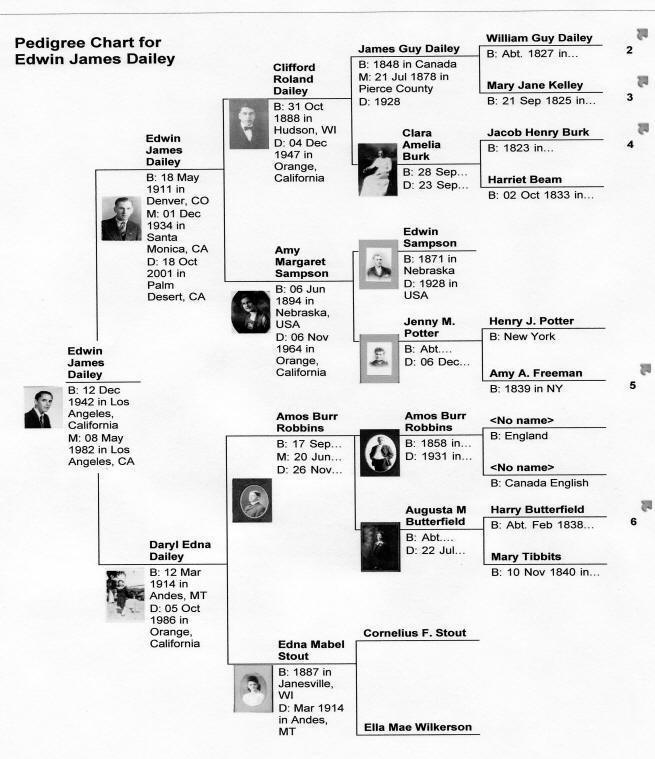 Pedigree Chart for
Edwin James Dailey
Edwin
James
Dailey
B: 12 Dec
1942 in Los
Angeles,
California
M: 08 May
1982 in Los
Angeles, CA
Edwin
James
Dailey
B: 18 May
1911 in
Denver, CO
M: 01 Dec
1934 in
Santa
Monica, CA
D: 18 Oct
2001 in
Palm
Desert, CA
Daryl Edna
Dailey
B: 12 Mar
1914 in
Andes, MT
D: 05 Oct
1986 in
Orange,
California
Clifford
Roland
Dailey
B: 31 Oct
1888 in
Hudson, WI
D: 04 Dec
1947 in
Orange,
California
Amy
Margaret
Sampson
B: 06 Jun
1894 in
Nebraska,
USA
D: 06 Nov
1964 in
Orange,
California
Amos Burr
Robbins
B: 17 Sep...
M: 20 Jun...
D: 26 Nov...
Edna Mabel
Stout
B: 1887 in
Janesville,
WI
D: Mar 1914
in Andes,
MT
James Guy Dailey
B: 1848 in Canada
M: 21 Jul 1878 in
Pierce County
D: 1928
Clara
Amelia
Burk
B: 28 Sep...
D: 23 Sep...
Edwin
Sampson
B: 1871 in
Nebraska
D: 1928 in
USA
Jenny M.
Potter
B: Abt....
D: 06 Dec...
Amos Burr
Robbins
B: 1858 in...
D: 1931 in...
Augusta M
Butterfield
B: Abt....
D: 22 Jul...
Cornelius F. Stout
Ella Mae Wilkerson
William Guy Dailey
B: Abt. 1827 in...
2
Mary Jane Kelley
B: 21 Sep 1825 in...
3
Jacob Henry Burk
B: 1823 in...
4
Harriet Beam
B: 02 Oct 1833 in...
Henry J. Potter
B: New York
Amy A. Freeman
B: 1839 in NY
5
<No name>
B: England
<No name>
B: Canada English
Harry Butterfield
B: Abt. Feb 1838...
6
Mary Tibbits
B: 10 Nov 1840 in...